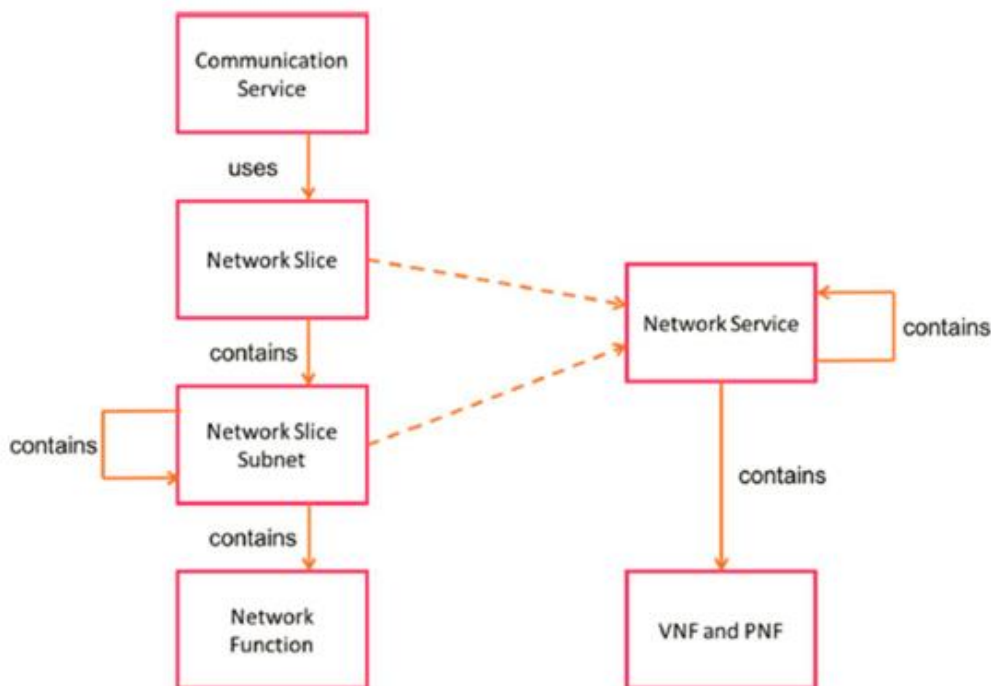 Communication
Service
uses
Network Slice
contains
Network Service
contains
contains
Network Slice
Subnet
contains
contains
Network
Function
VNF and PNF